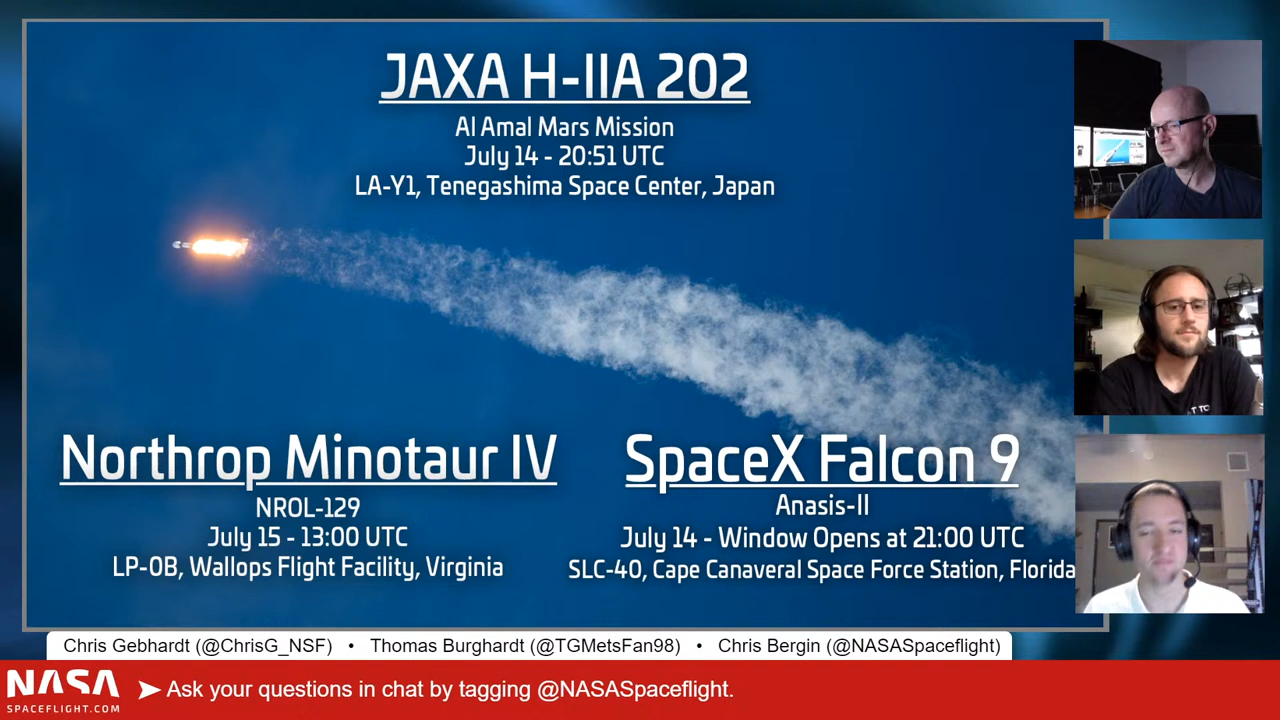 JAXA H-IIA 202
Al Amal Mars Mission
July 14 - 20:51 UTC
LA-Y1, Tenegashima Space Center, Japan
Northrop Minotaur IV
NROL-129
July 15 - 13:00 UTC
LP-0B, Wallops Flight Facility, Virginia
SpaceX Falcon 9
Anasis-II
July 14 - Window Opens at 21:00 UTC
SLC-40, Cape Canaveral Space Force Station, Florida
Chris Gebhardt (@ChrisG_NSF) • Thomas Burghardt (@TGMetsFan98) • Chris Bergin (@NASASpaceflight)
NASA
SPACEFLIGHT.COM
Ask your questions in chat by tagging @NASASpaceflight.